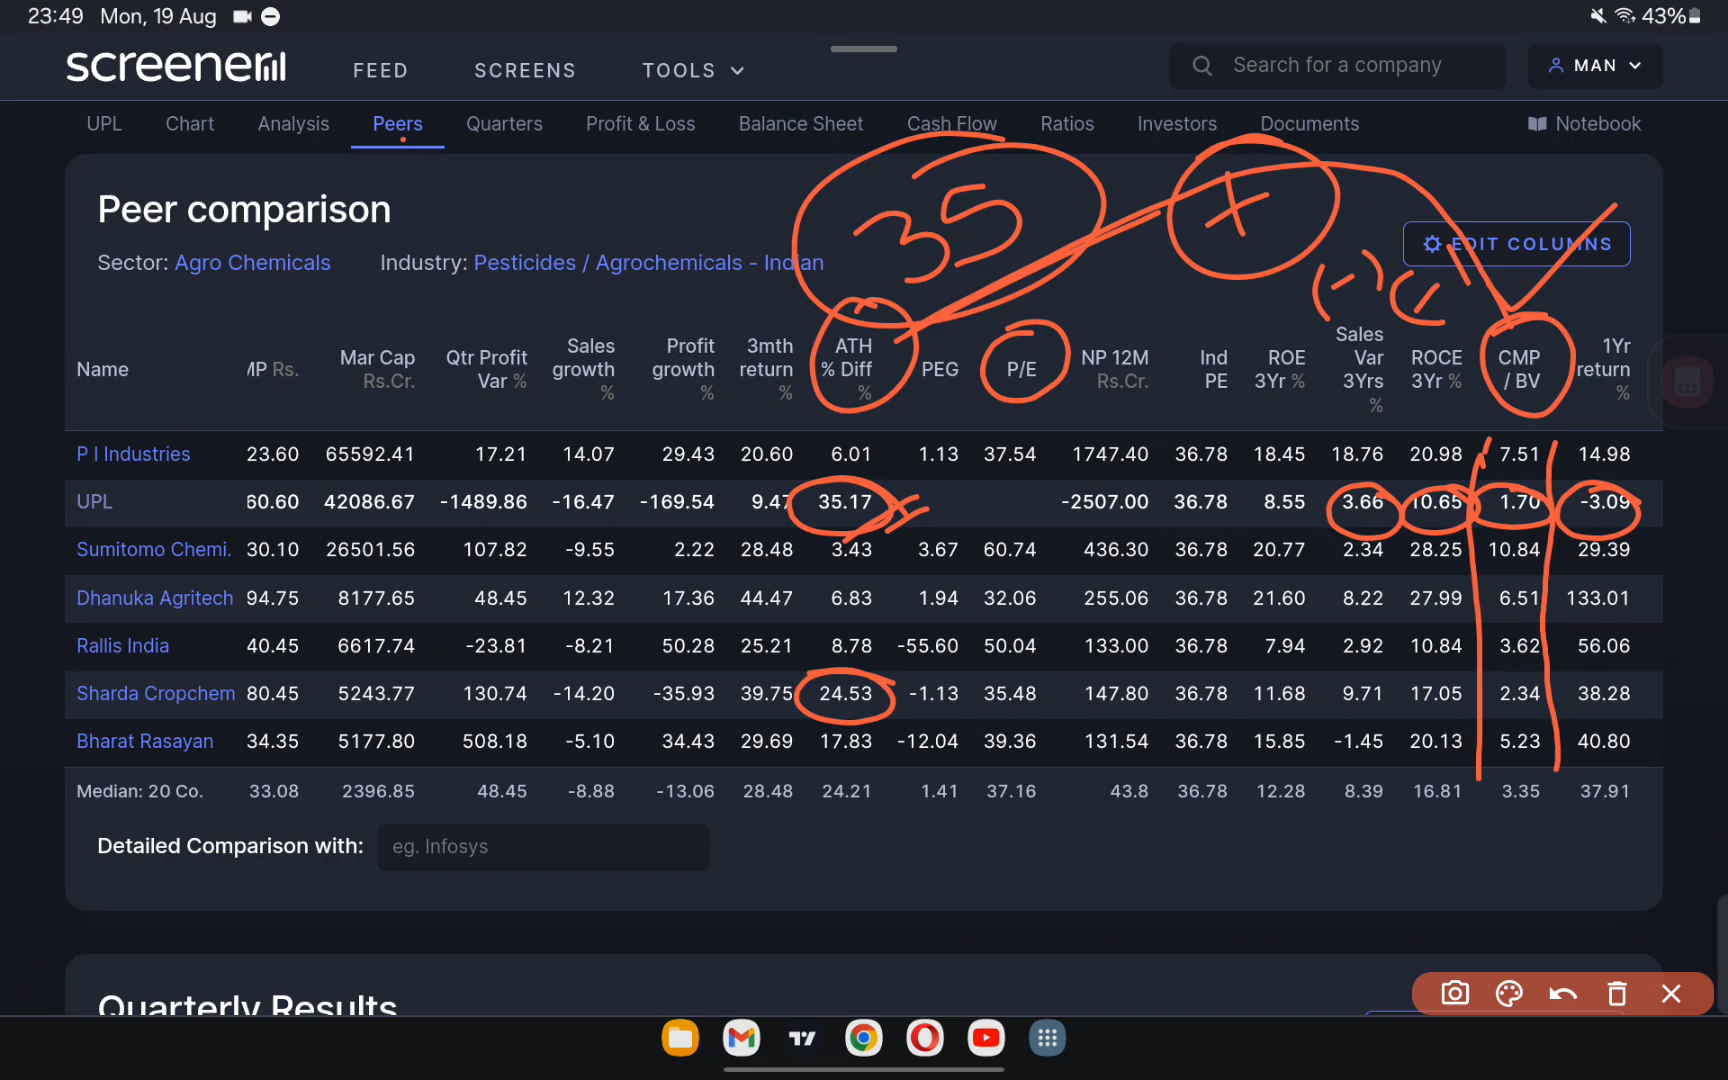 23:49 Mon, 19 Aug 43%
screener FEED SCREENS TOOLS Search for a company MAN
UPL Chart Analysis Peers Quarters Profit & Loss Balance Sheet Cash Flow Ratios Investors Documents Notebook
35 +
Peer comparison
EDIT COLUMNS
Sector: Agro Chemicals Industry: Pesticides / Agrochemicals - Indian
(-)
Name MP Rs. Mar Cap Rs.Cr. Qtr Profit Var % Sales growth % Profit growth % 3mth return % ATH % Diff % PEG P/E NP 12M Rs.Cr. Ind PE ROE 3Yr % Sales Var 3Yrs % ROCE 3Yr % CMP / BV 1Yr return %
P I Industries 23.60 65592.41 17.21 14.07 29.43 20.60 6.01 1.13 37.54 1747.40 36.78 18.45 18.76 20.98 7.51 14.98
UPL 60.60 42086.67 -1489.86 -16.47 -169.54 9.47 35.17 -2507.00 36.78 8.55 3.66 10.65 1.70 -3.09
Sumitomo Chemi. 30.10 26501.56 107.82 -9.55 2.22 28.48 3.43 3.67 60.74 436.30 36.78 20.77 2.34 28.25 10.84 29.39
Dhanuka Agritech 94.75 8177.65 48.45 12.32 17.36 44.47 6.83 1.94 32.06 255.06 36.78 21.60 8.22 27.99 6.51 133.01
Rallis India 40.45 6617.74 -23.81 -8.21 50.28 25.21 8.78 -55.60 50.04 133.00 36.78 7.94 2.92 10.84 3.62 56.06
Sharda Cropchem 80.45 5243.77 130.74 -14.20 -35.93 39.75 24.53 -1.13 35.48 147.80 36.78 11.68 9.71 17.05 2.34 38.28
Bharat Rasayan 34.35 5177.80 508.18 -5.10 34.43 29.69 17.83 -12.04 39.36 131.54 36.78 15.85 -1.45 20.13 5.23 40.80
Median: 20 Co. 33.08 2396.85 48.45 -8.88 -13.06 28.48 24.21 1.41 37.16 43.8 36.78 12.28 8.39 16.81 3.35 37.91
Detailed Comparison with: eg. Infosys
Quarterly Results